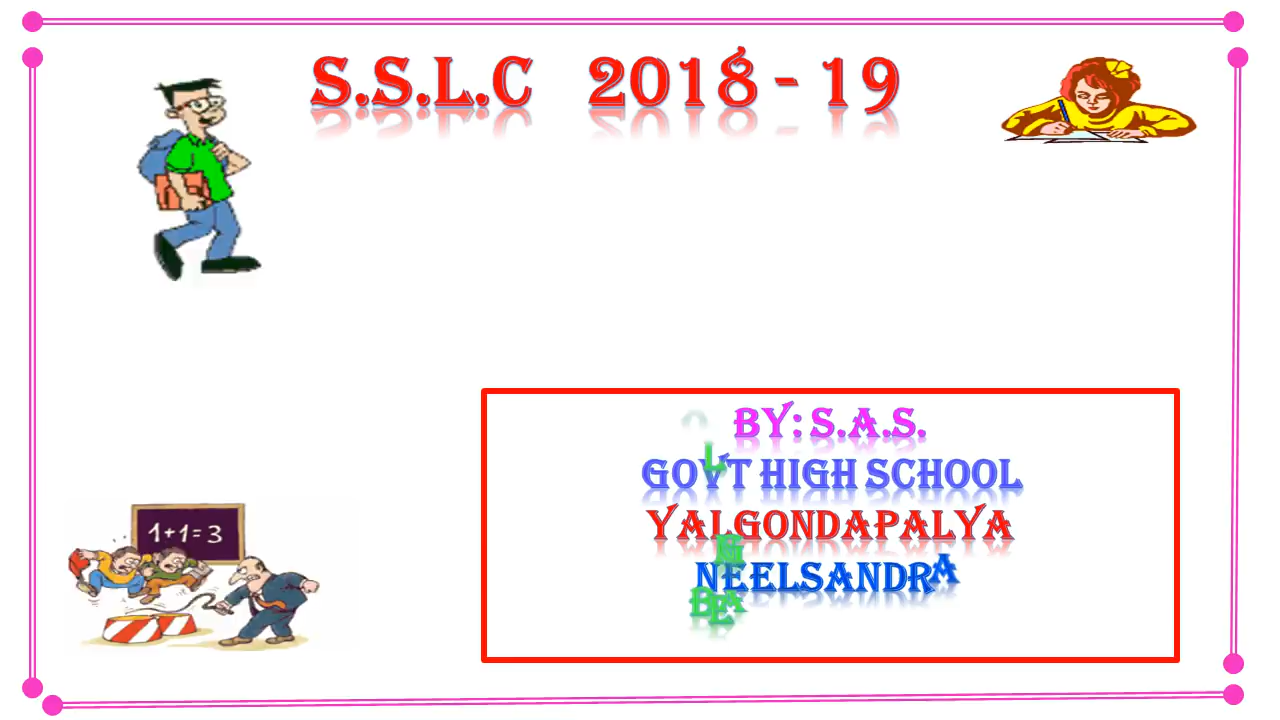 S.S.L.C 2018 - 19
BY: S.A.S.
GOVT HIGH SCHOOL
YALGONDAPALYA
NEELSANDRA
1+1=3